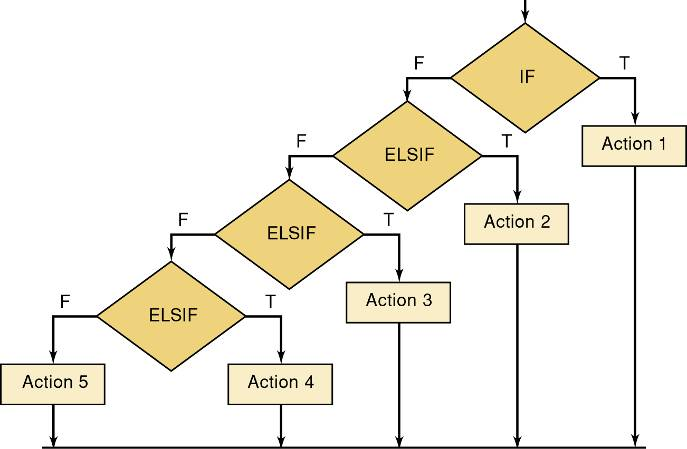 F
IF
T
Action 1
F
ELSIF
T
Action 2
F
ELSIF
T
Action 3
F
ELSIF
T
Action 5
Action 4